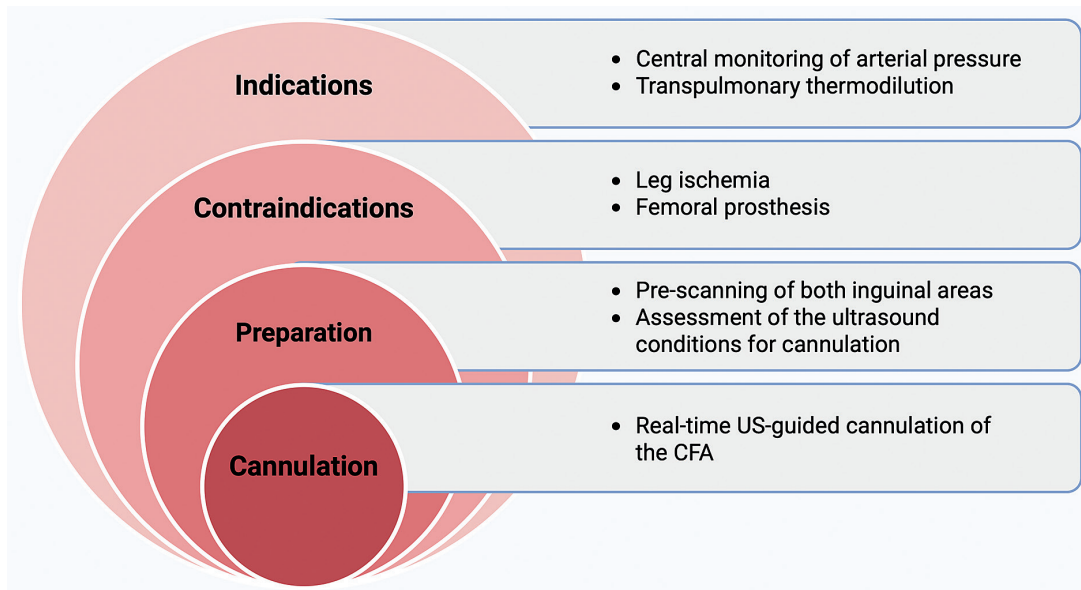 Indications
• Central monitoring of arterial pressure
• Transpulmonary thermodilution
Contraindications
• Leg ischemia
• Femoral prosthesis
Preparation
• Pre-scanning of both inguinal areas
• Assessment of the ultrasound
conditions for cannulation
Cannulation
• Real-time US-guided cannulation of
the CFA